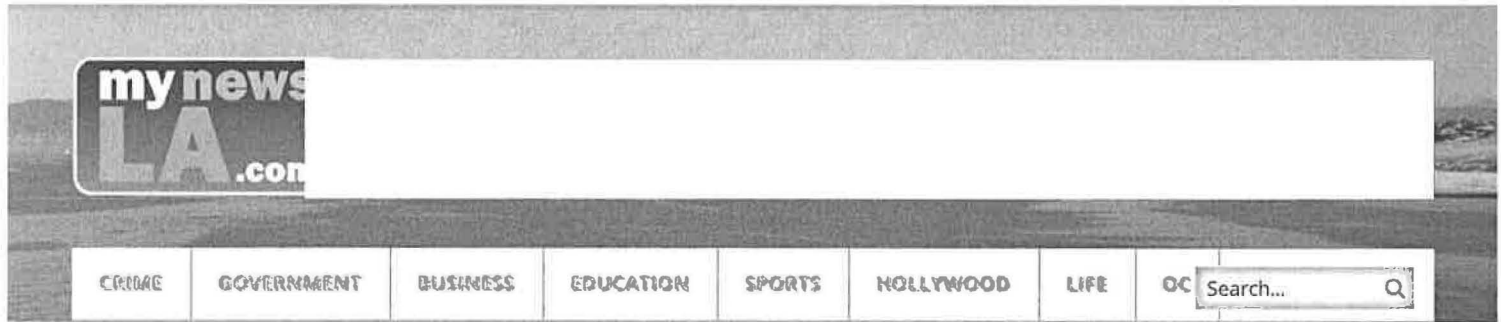 my news
LA.com
CRIME GOVERNMENT BUSINESS EDUCATION SPORTS HOLLYWOOD LIFE OC Search...